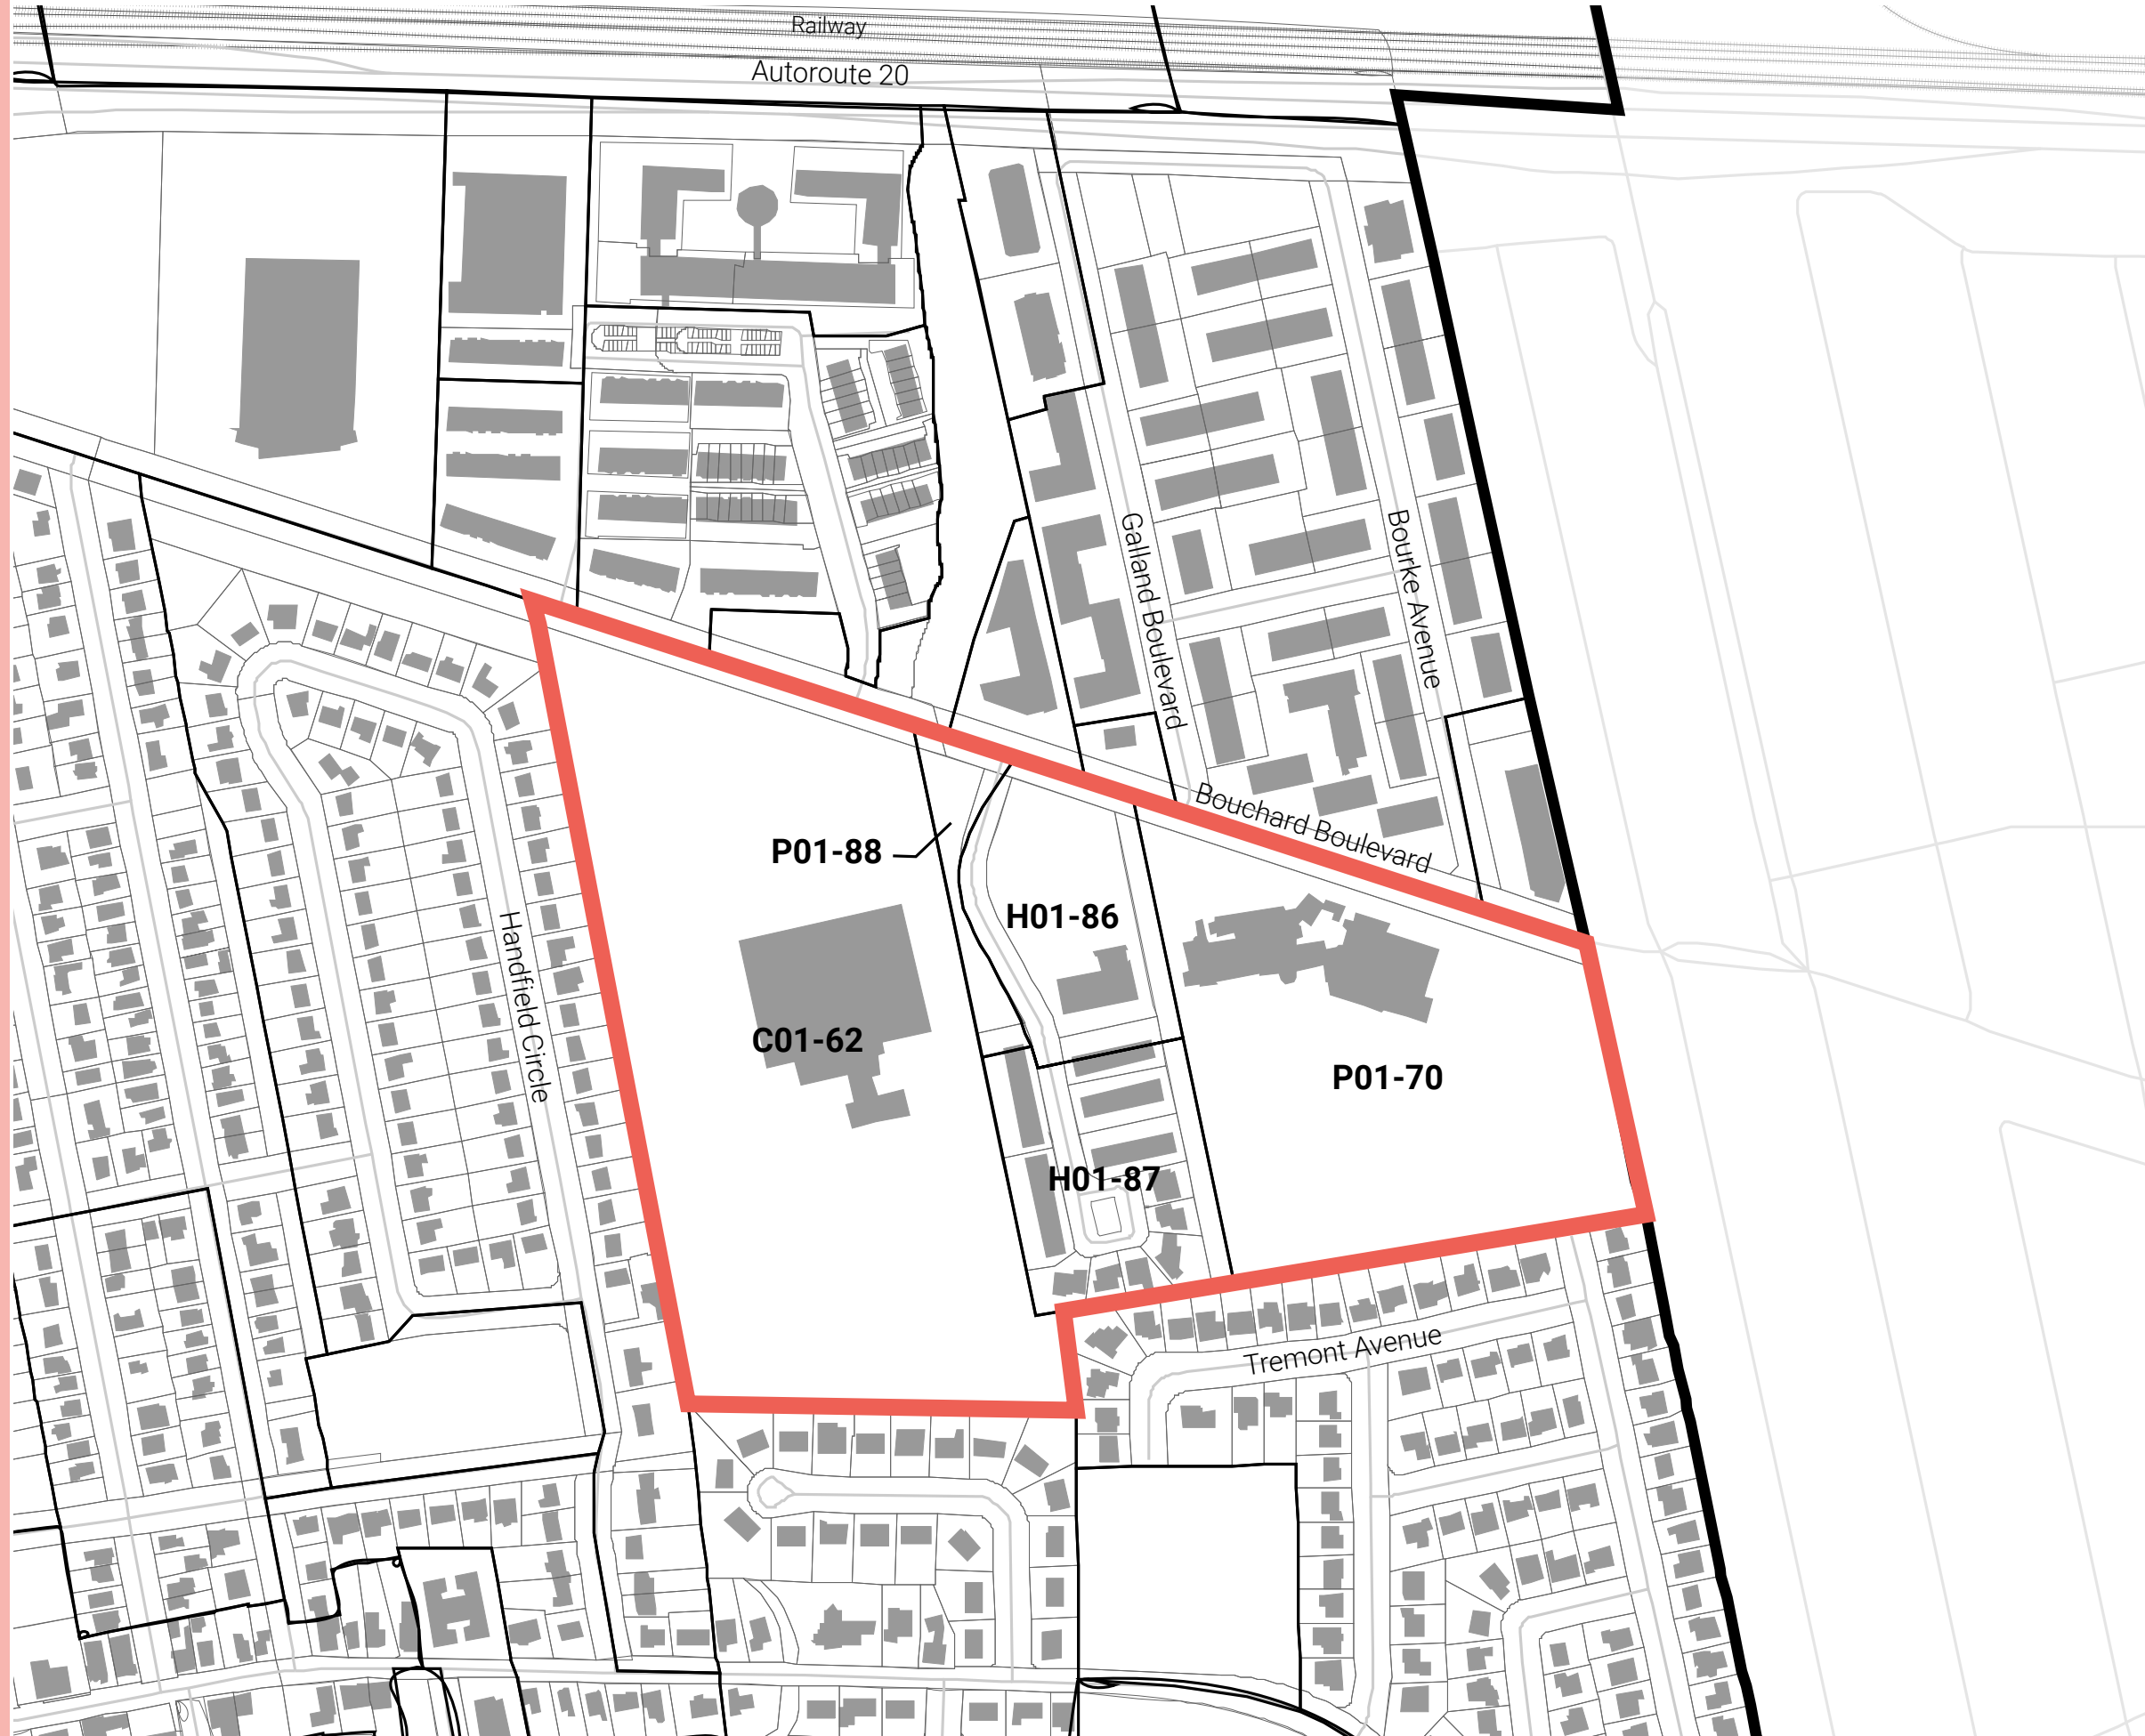 Railway
Autoroute 20
Galland Boulevard
Bourke Avenue
Bouchard Boulevard
P01-88
H01-86
Handfield Circle
C01-62
P01-70
H01-87
Tremont Avenue